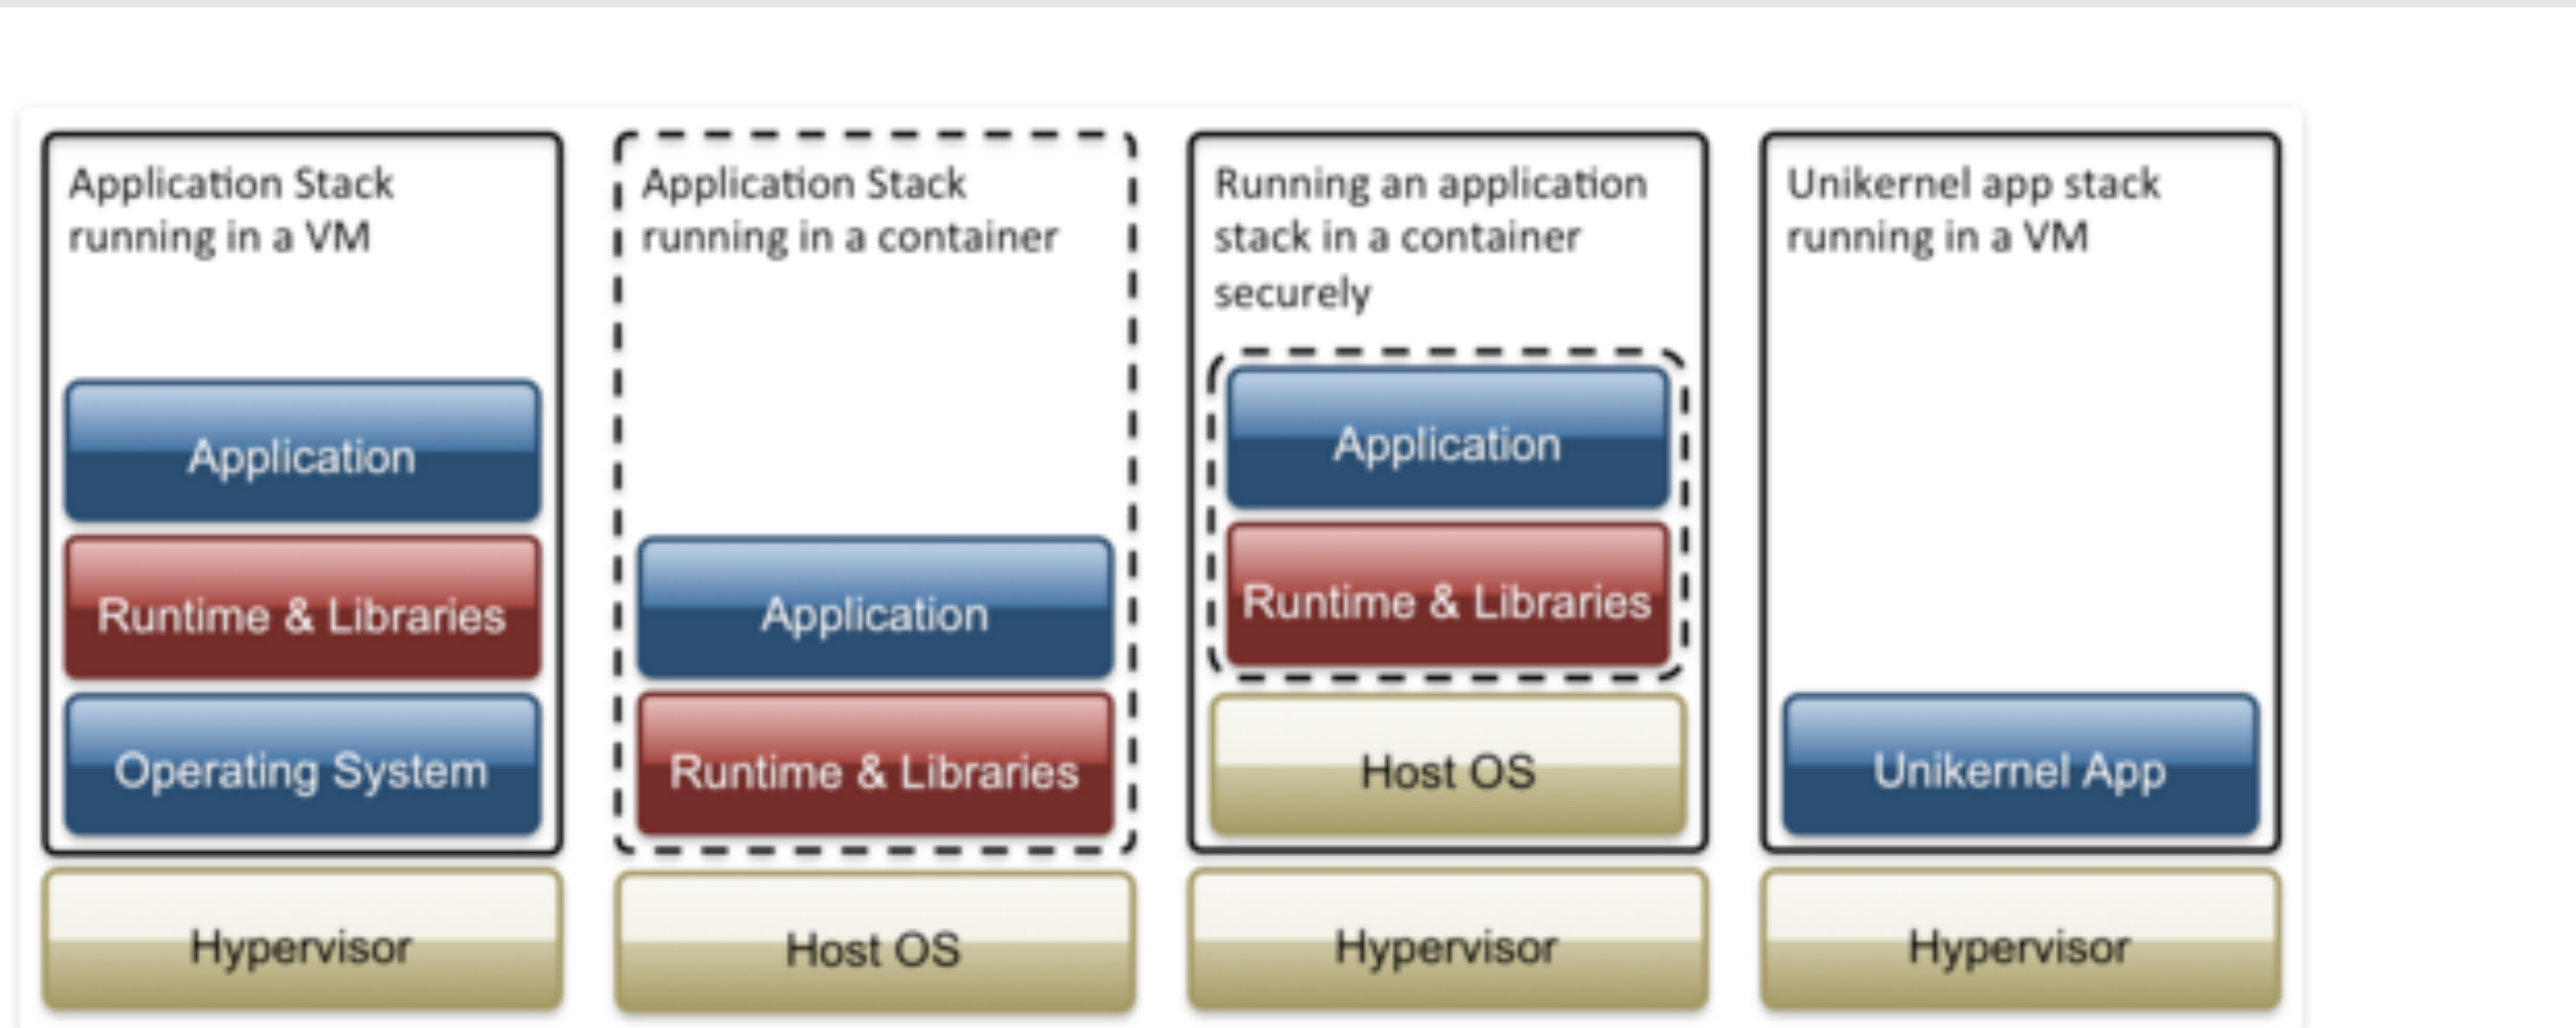 Application Stack
running in a VM
Application
Runtime & Libraries
Operating System
Hypervisor
Application Stack
running in a container
Application
Runtime & Libraries
Host OS
Running an application
stack in a container
securely
Application
Runtime & Libraries
Host OS
Hypervisor
Unikernel app stack
running in a VM
Unikernel App
Hypervisor